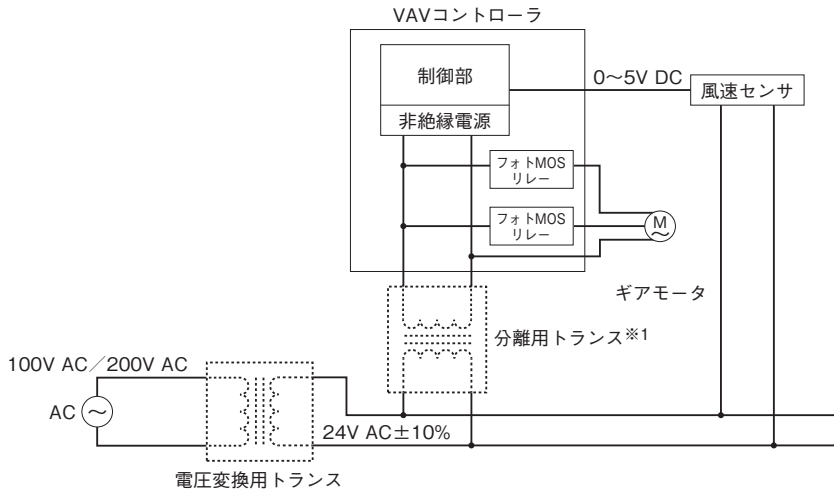 VAVコントローラ
制御部
非絶縁電源
0〜5V DC
風速センサ
フォトMOS
リレー
フォトMOS
リレー
M
ギアモータ
分離用トランス※1
100V AC／200V AC
AC
24V AC±10%
電圧変換用トランス